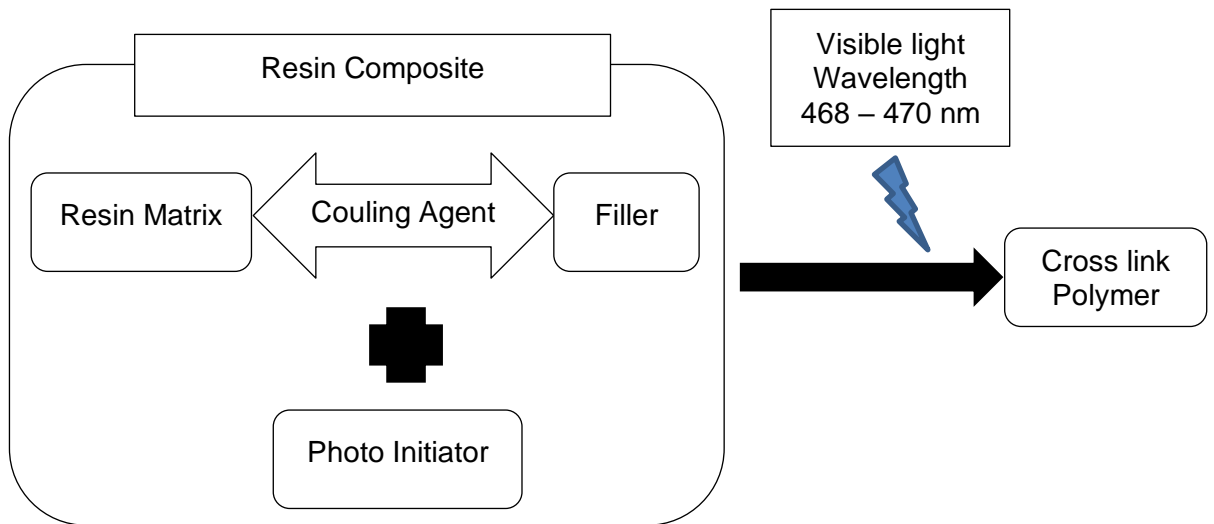 Resin Composite
Visible light
Wavelength
468 – 470 nm
Resin Matrix
Couling Agent
Filler
Cross link
Polymer
Photo Initiator